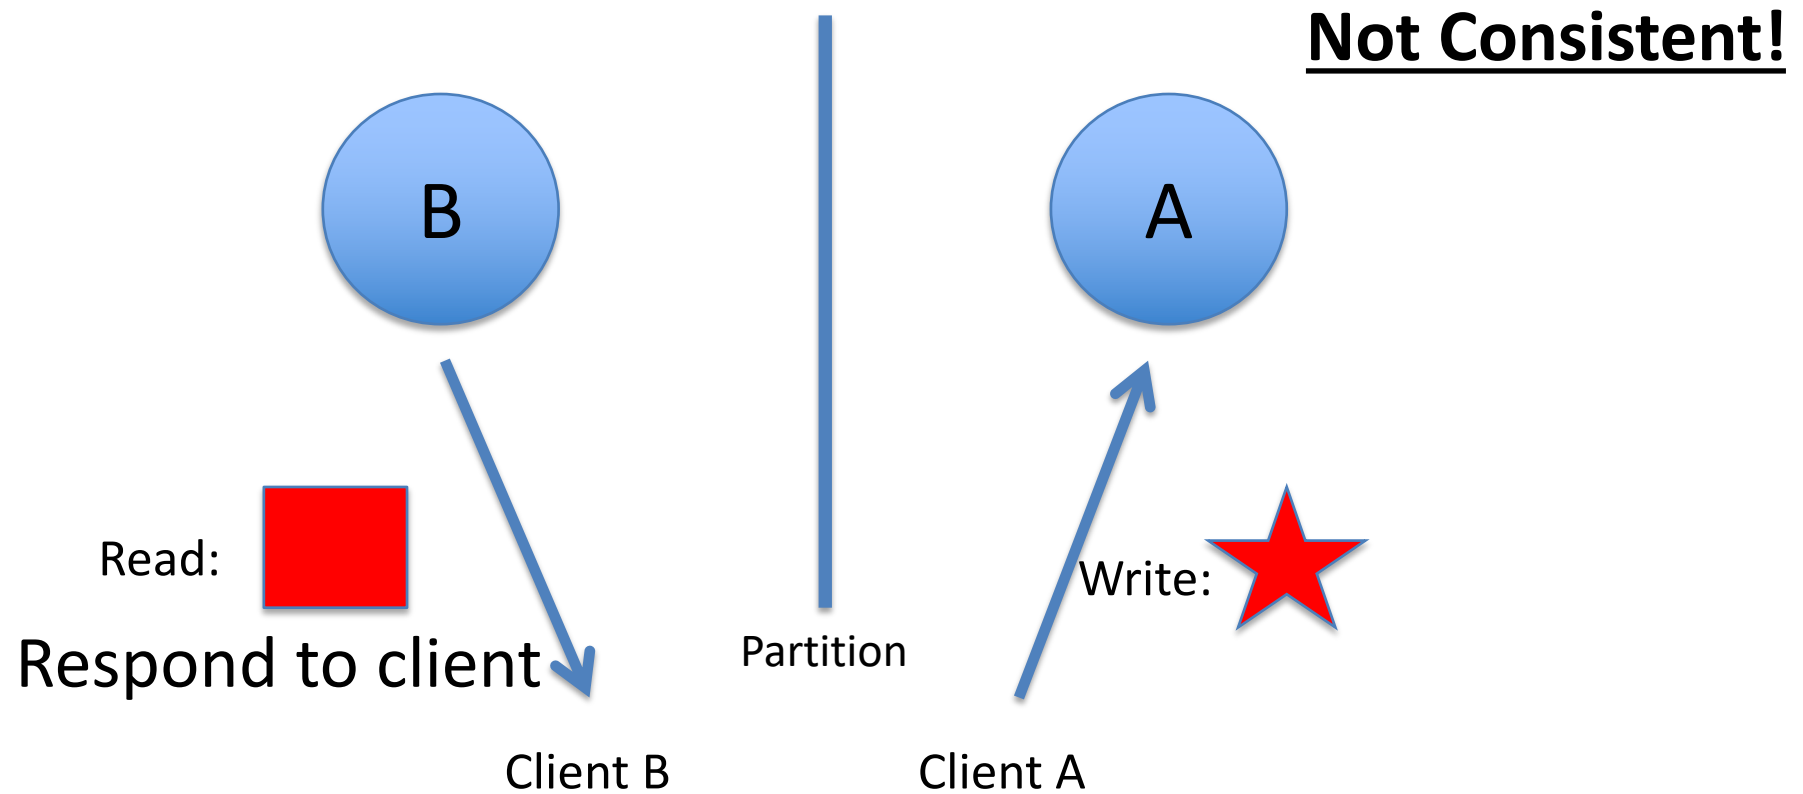 Not Consistent!
B
A
Read:
Write:
Respond to client
Partition
Client B
Client A